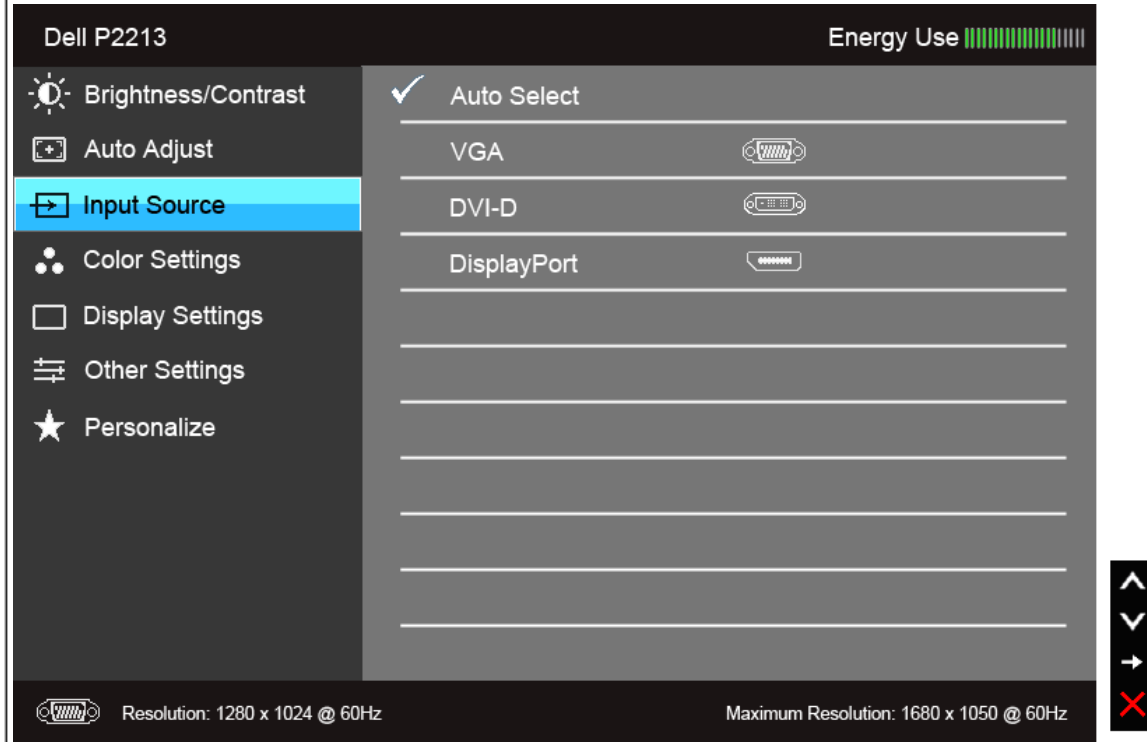 Dell P2213
Energy Use
Brightness/Contrast
Auto Adjust
Input Source
Color Settings
Display Settings
Other Settings
Personalize
Auto Select
VGA
DVI-D
DisplayPort
Resolution: 1280 x 1024 @ 60Hz
Maximum Resolution: 1680 x 1050 @ 60Hz